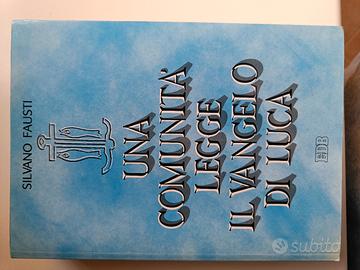 SILVANO FAUSTI
UNA
COMUNITÀ
LEGGE
IL VANGELO
DI LUCA
EDB
subito